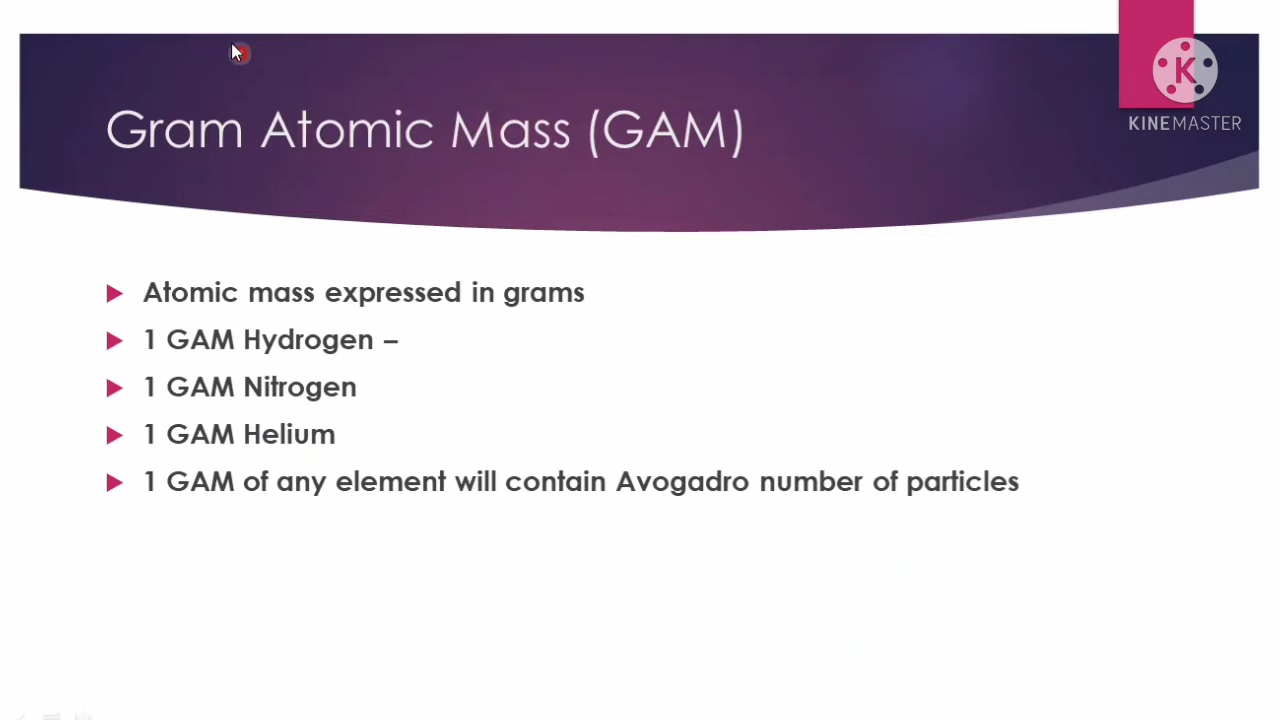 Gram Atomic Mass (GAM)
K
KINEMASTER
Atomic mass expressed in grams
1 GAM Hydrogen –
1 GAM Nitrogen
1 GAM Helium
1 GAM of any element will contain Avogadro number of particles